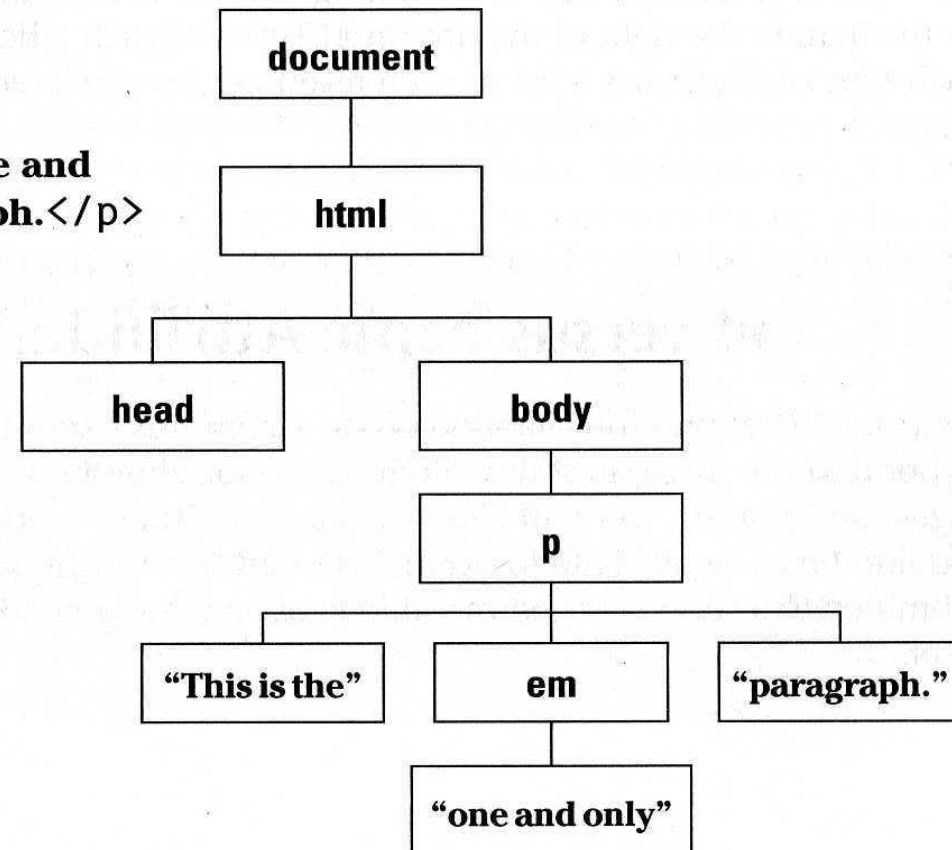 document
e and
ph.</p>
html
head body
p
“This is the” em “paragraph.”
“one and only”